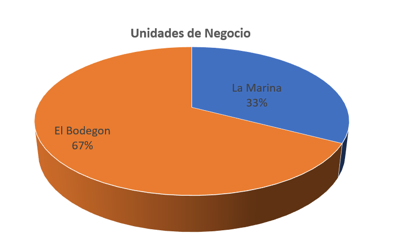 Unidades de Negocio
La Marina
33%
El Bodegon
67%